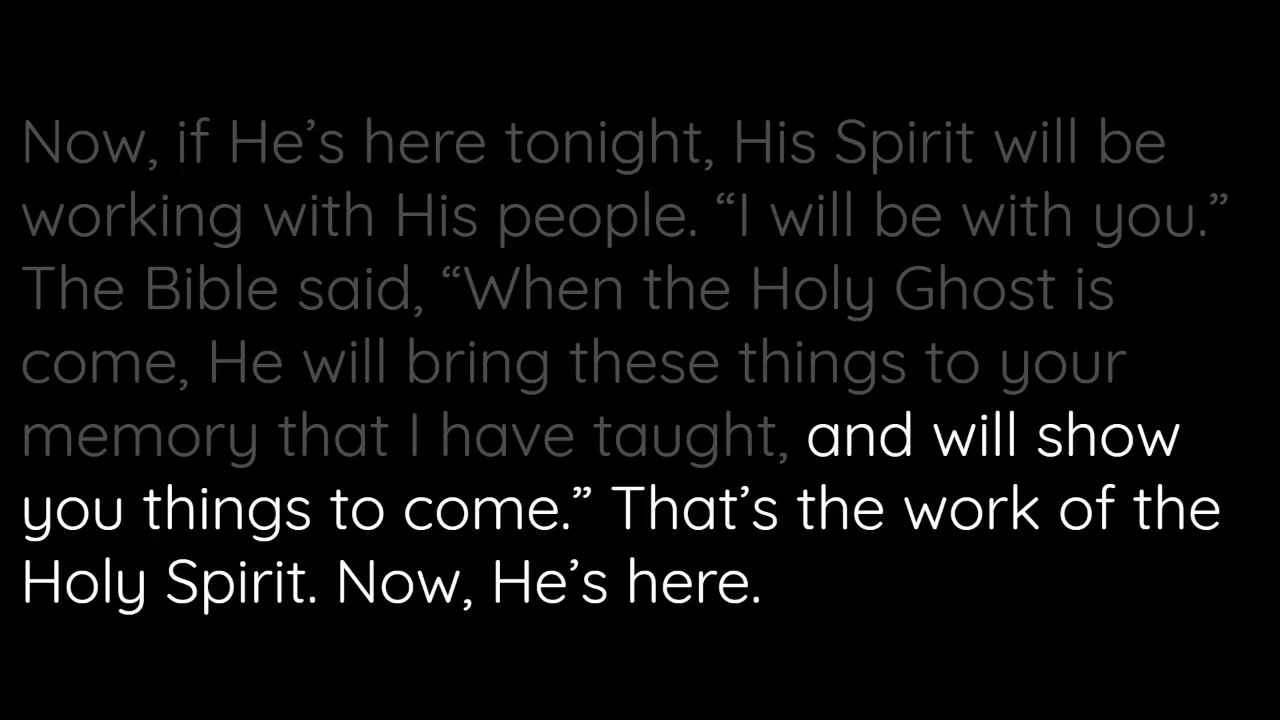 Now, if He’s here tonight, His Spirit will be
working with His people. “I will be with you.”
The Bible said, “When the Holy Ghost is
come, He will bring these things to your
memory that I have taught, and will show
you things to come.” That’s the work of the
Holy Spirit. Now, He’s here.